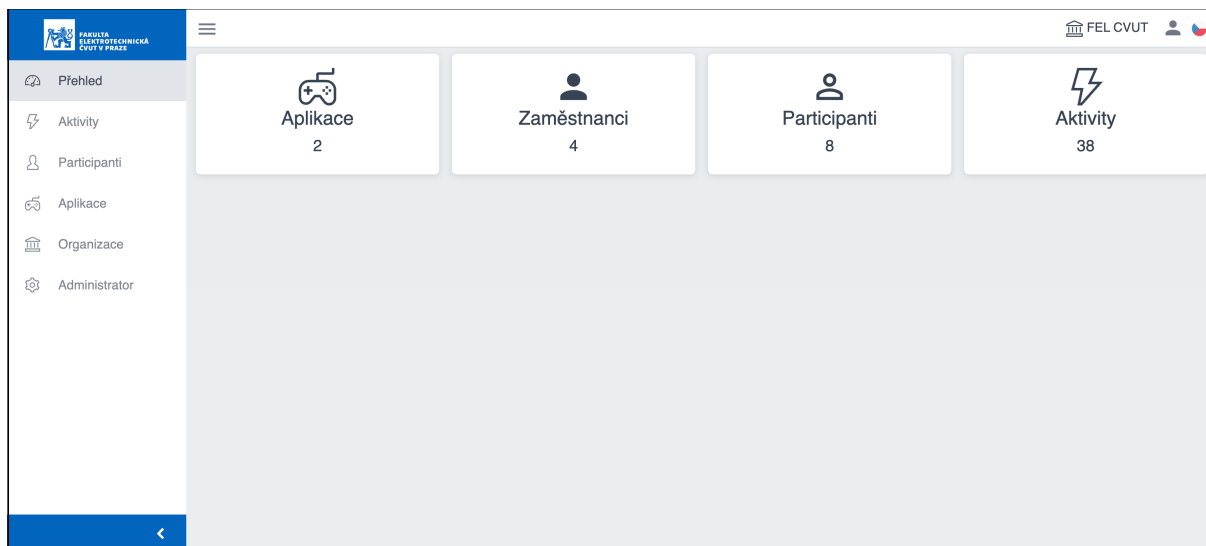 FAKULTA
ELEKTROTECHNICKÁ
ČVUT V PRAZE
FEL CVUT
Přehled
Aktivity
Participanti
Aplikace
Organizace
Administrator
Aplikace
2
Zaměstnanci
4
Participanti
8
Aktivity
38